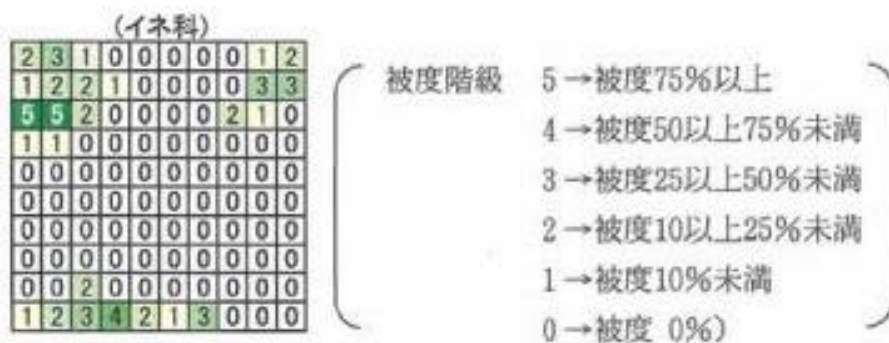 (イネ科)
2 3 1 0 0 0 0 0 1 2
1 2 2 1 0 0 0 0 3 3
5 5 2 0 0 0 0 2 1 0
1 1 0 0 0 0 0 0 0 0
0 0 0 0 0 0 0 0 0 0
0 0 0 0 0 0 0 0 0 0
0 0 0 0 0 0 0 0 0 0
0 0 0 0 0 0 0 0 0 0
0 0 2 0 0 0 0 0 0 0
1 2 3 4 2 1 3 0 0 0
被度階級 5→被度75%以上
4→被度50以上75%未満
3→被度25以上50%未満
2→被度10以上25%未満
1→被度10%未満
0→被度 0%)